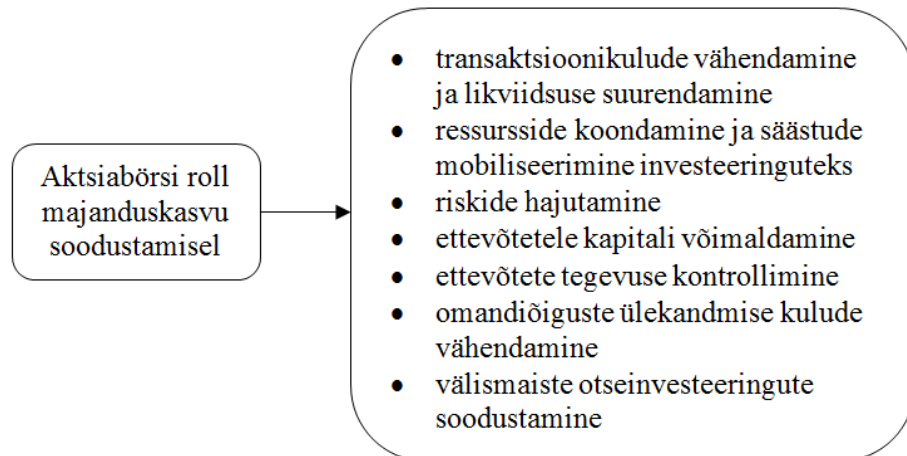 Aktsiabörsi roll
majanduskasvu
soodustamisel
• transaktsioonikulude vähendamine
ja likviidsuse suurendamine
• ressursside koondamine ja säästude
mobiliseerimine investeeringuteks
• riskide hajutamine
• ettevõtetele kapitali võimaldamine
• ettevõtete tegevuse kontrollimine
• omandiõiguste ülekandmise kulude
vähendamine
• välismaiste otseinvesteeringute
soodustamine